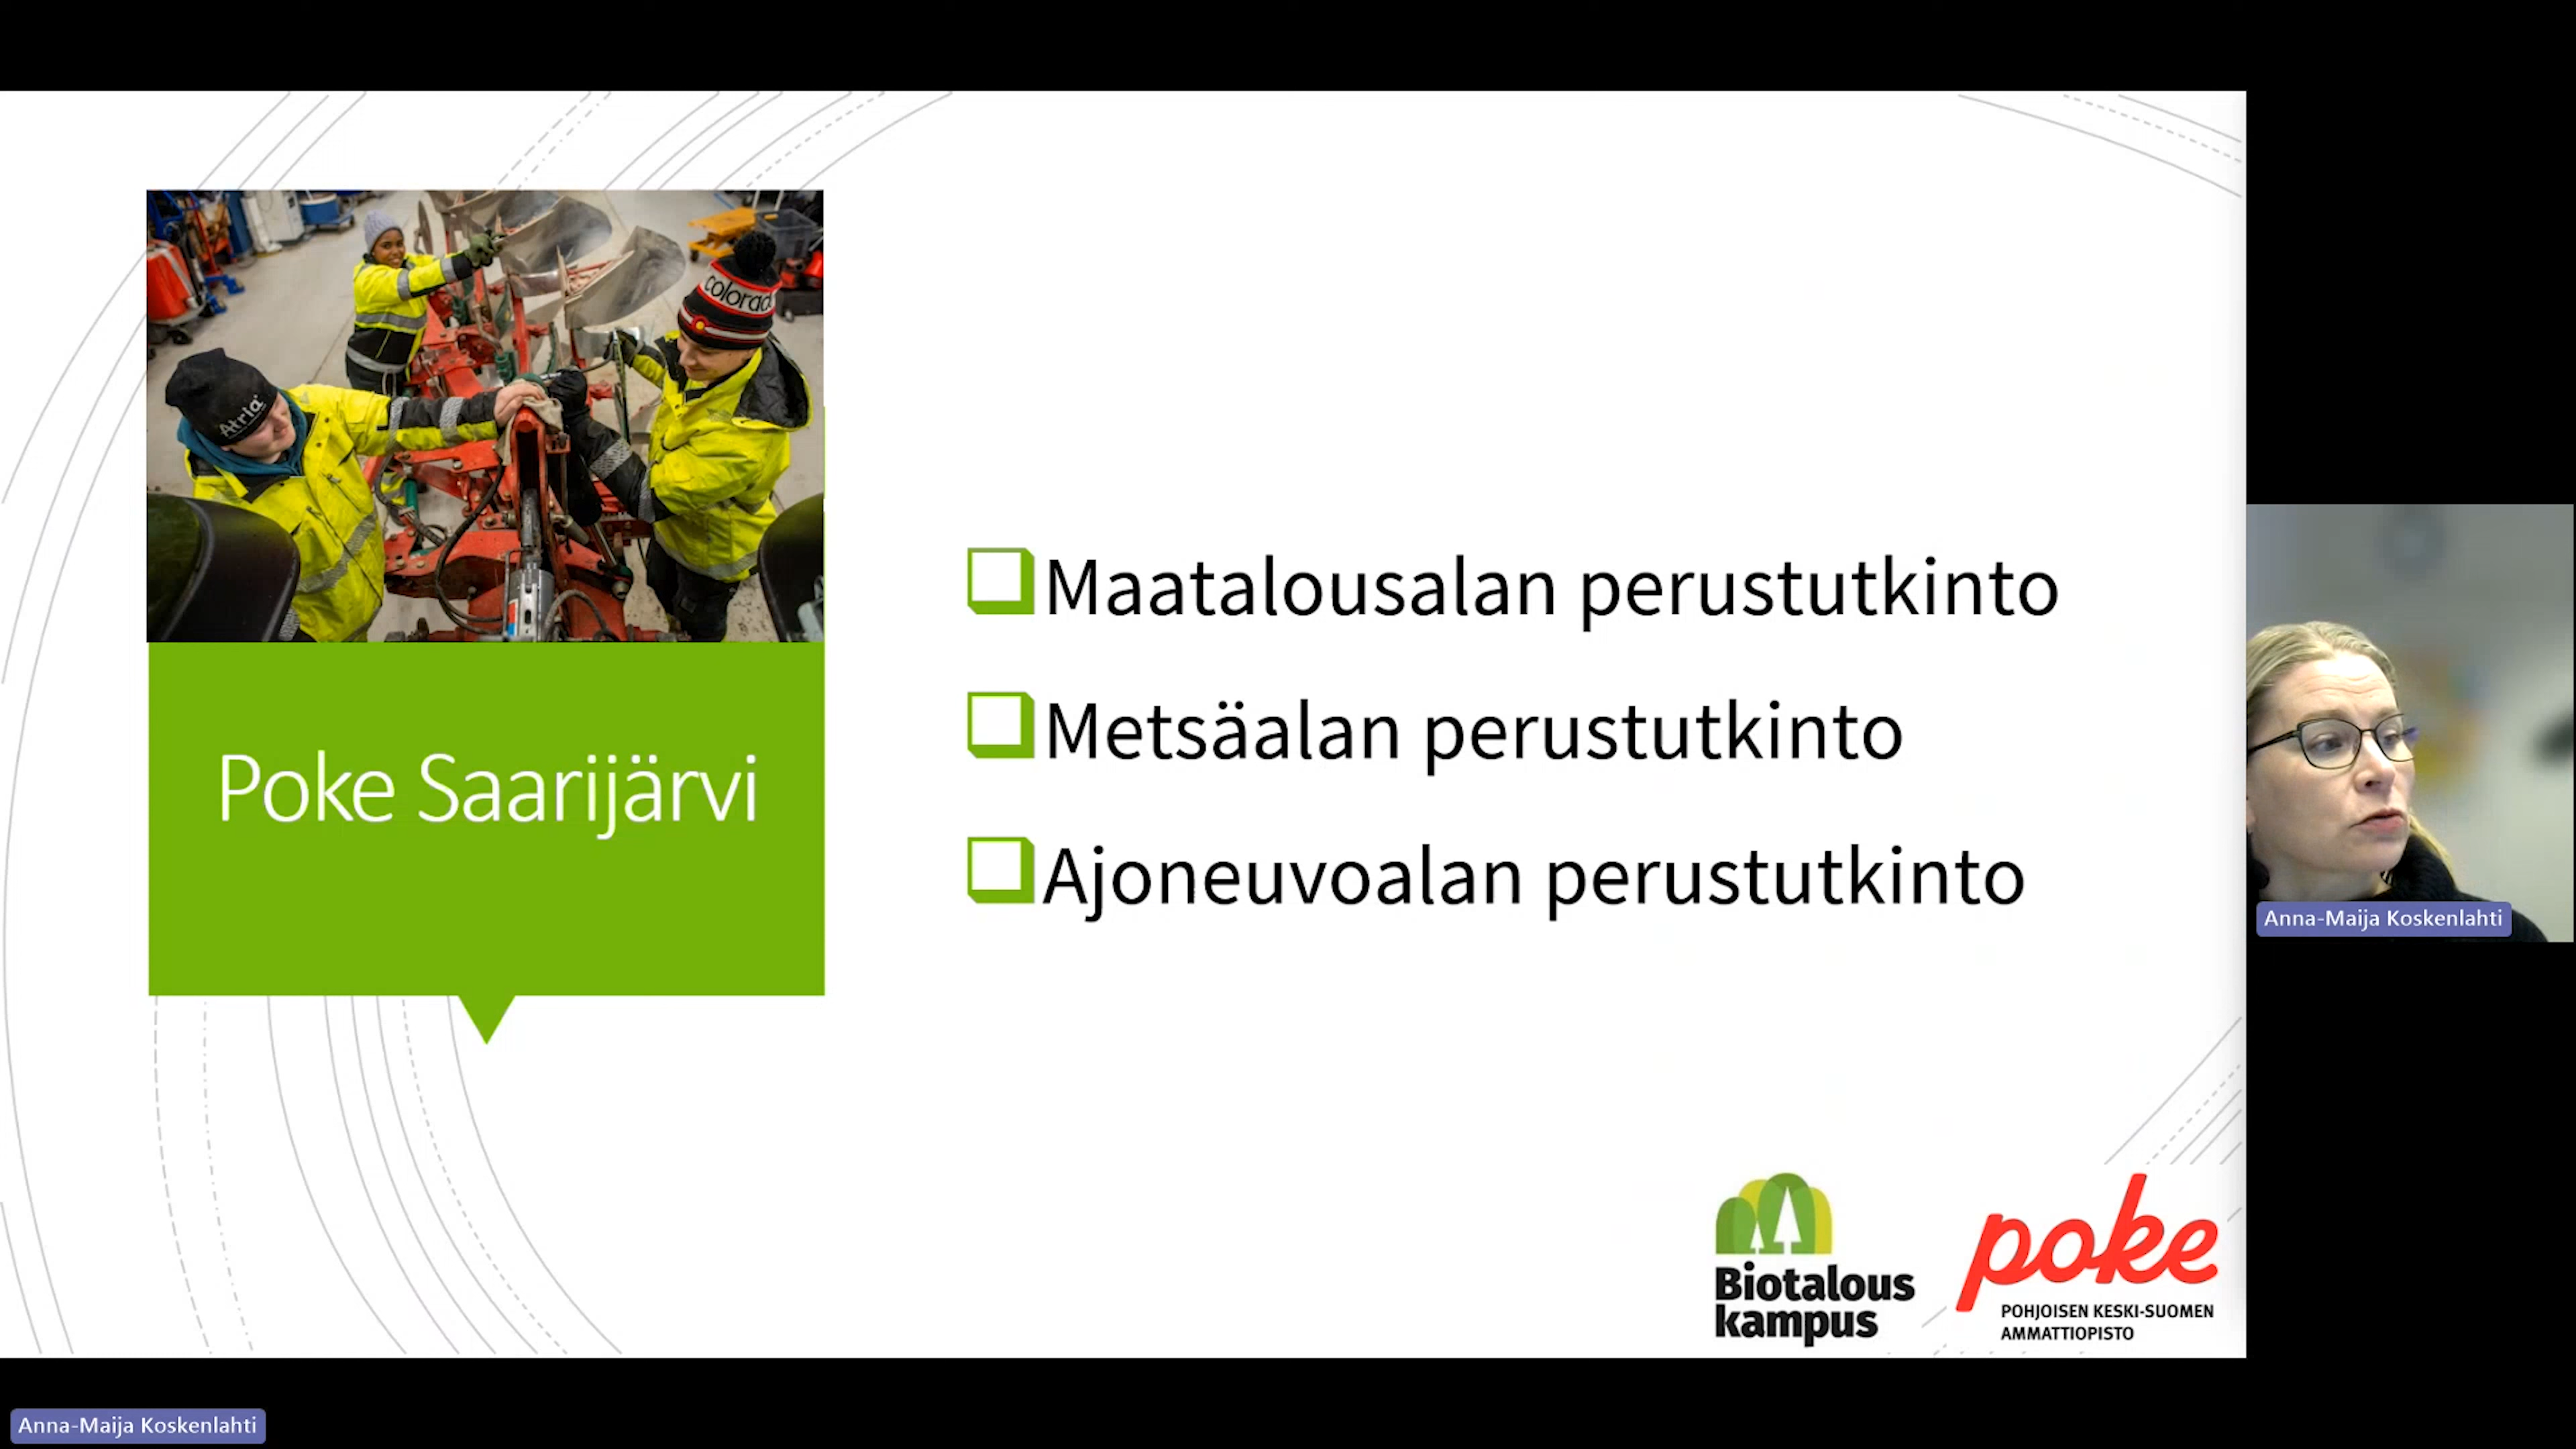 colorad
Atria
Poke Saarijärvi
Maatalousalan perustutkinto
Metsäalan perustutkinto
Ajoneuvoalan perustutkinto
Anna-Maija Koskenlahti
Biotalous
kampus
poke
POHJOISEN KESKI-SUOMEN
AMMATTIOPISTO
Anna-Maija Koskenlahti